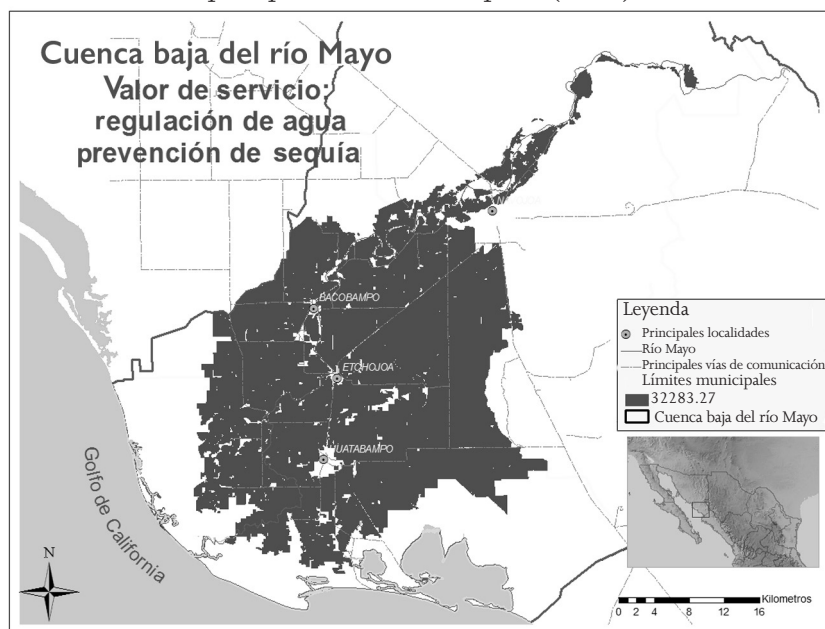 Cuenca baja del río Mayo
Valor de servicio:
regulación de agua
prevención de sequía
BACOBAMPO
ETCHOJOA
UATABAMPO
Golfo de California
N
Leyenda
Principales localidades
Río Mayo
Principales vías de comunicación
Límites municipales
32283.27
Cuenca baja del río Mayo
0 2 4 8 12 16
Kilometros